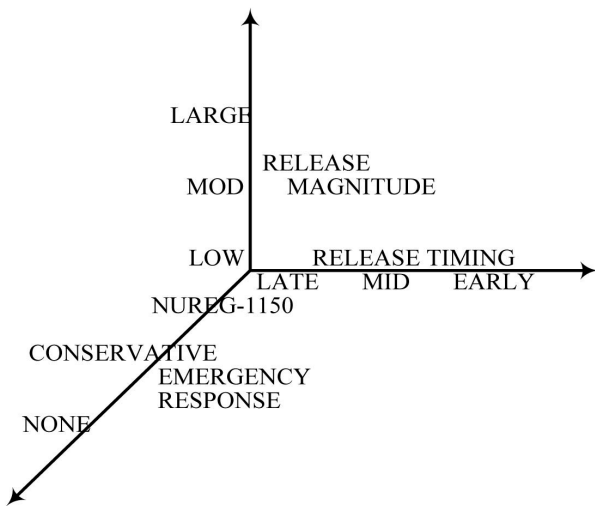 LARGE
RELEASE
MOD MAGNITUDE
LOW RELEASE TIMING
LATE MID EARLY
NUREG-1150
CONSERVATIVE
EMERGENCY
RESPONSE
NONE